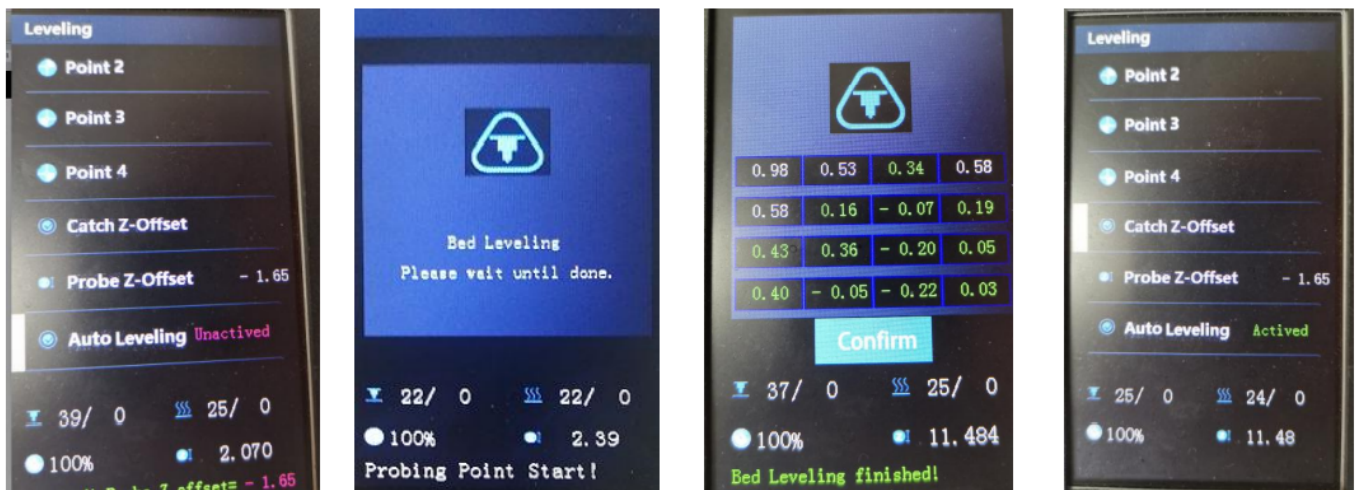 Leveling
Point 2
Point 3
Point 4
Catch Z-Offset
Probe Z-Offset - 1.65
Auto Leveling Unactived
39/ 0 25/ 0
100% 2.070
Z offset= - 1.65
Bed Leveling
Please wait until done.
22/ 0 22/ 0
100% 2.39
Probing Point Start!
0.98 0.53 0.34 0.58
0.58 0.16 - 0.07 0.19
0.43 0.36 - 0.20 0.05
0.40 - 0.05 - 0.22 0.03
Confirm
37/ 0 25/ 0
100% 11.484
Bed Leveling finished!
Leveling
Point 2
Point 3
Point 4
Catch Z-Offset
Probe Z-Offset - 1.65
Auto Leveling Actived
25/ 0 24/ 0
100% 11.48